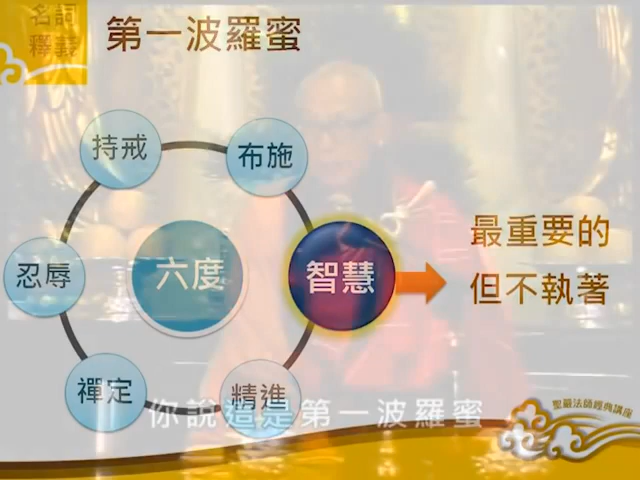 名詞
釋義
第一波羅蜜
持戒
布施
忍辱
六度
智慧
最重要的
但不執著
禪定
精進
你說這是第一波羅蜜
聖嚴法師經典講座